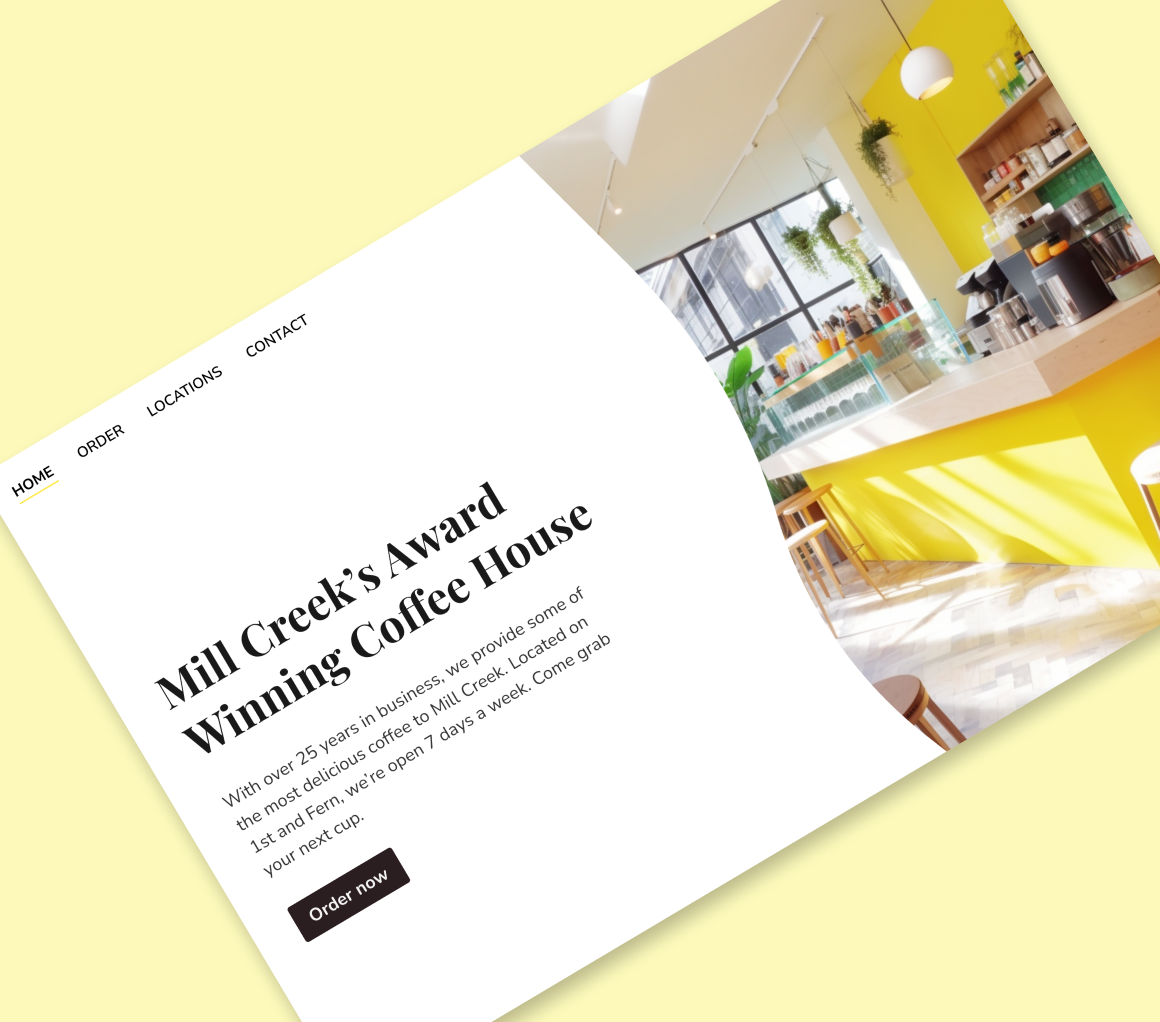 HOME
ORDER
LOCATIONS
CONTACT
Mill Creek’s Award
Winning Coffee House
With over 25 years in business, we provide some of
the most delicious coffee to Mill Creek. Located on
1st and Fern, we’re open 7 days a week. Come grab
your next cup.
Order now